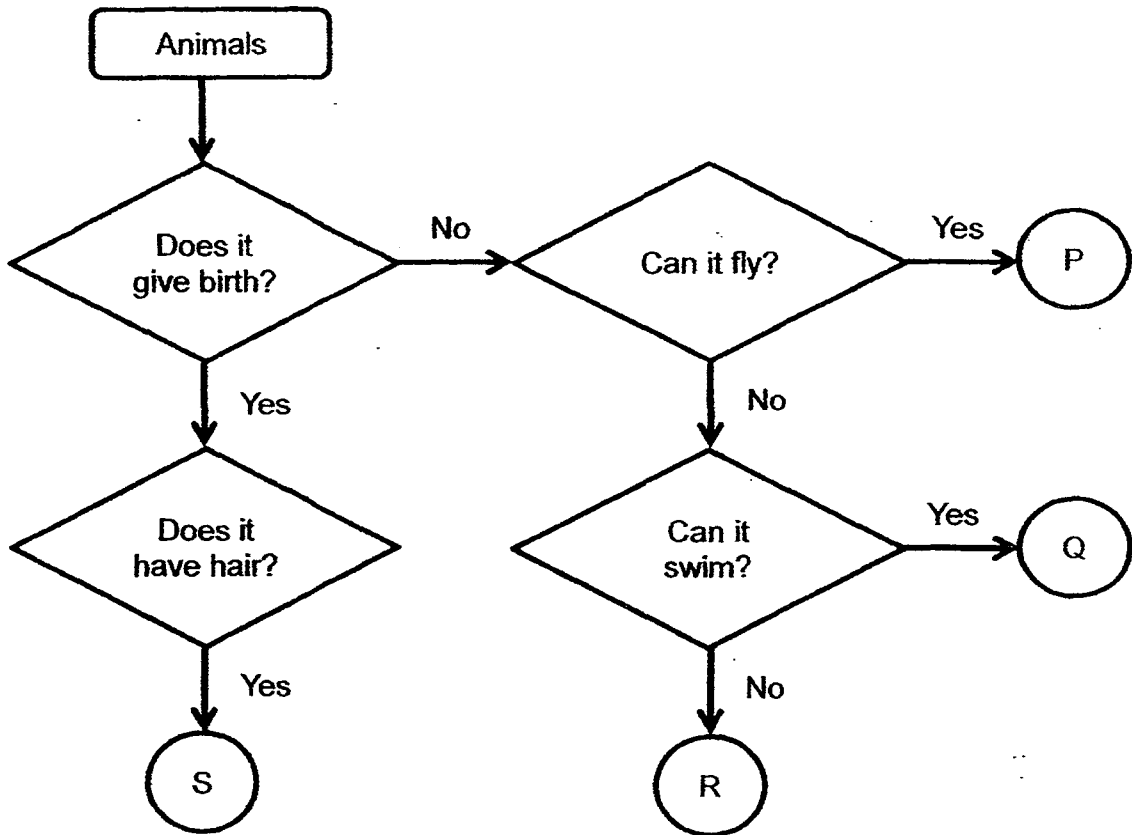 Animals
Does it
give birth?
No
Can it fly?
Yes
P
Yes
No
Does it
have hair?
Can it
swim?
Yes
Q
Yes
No
S
R